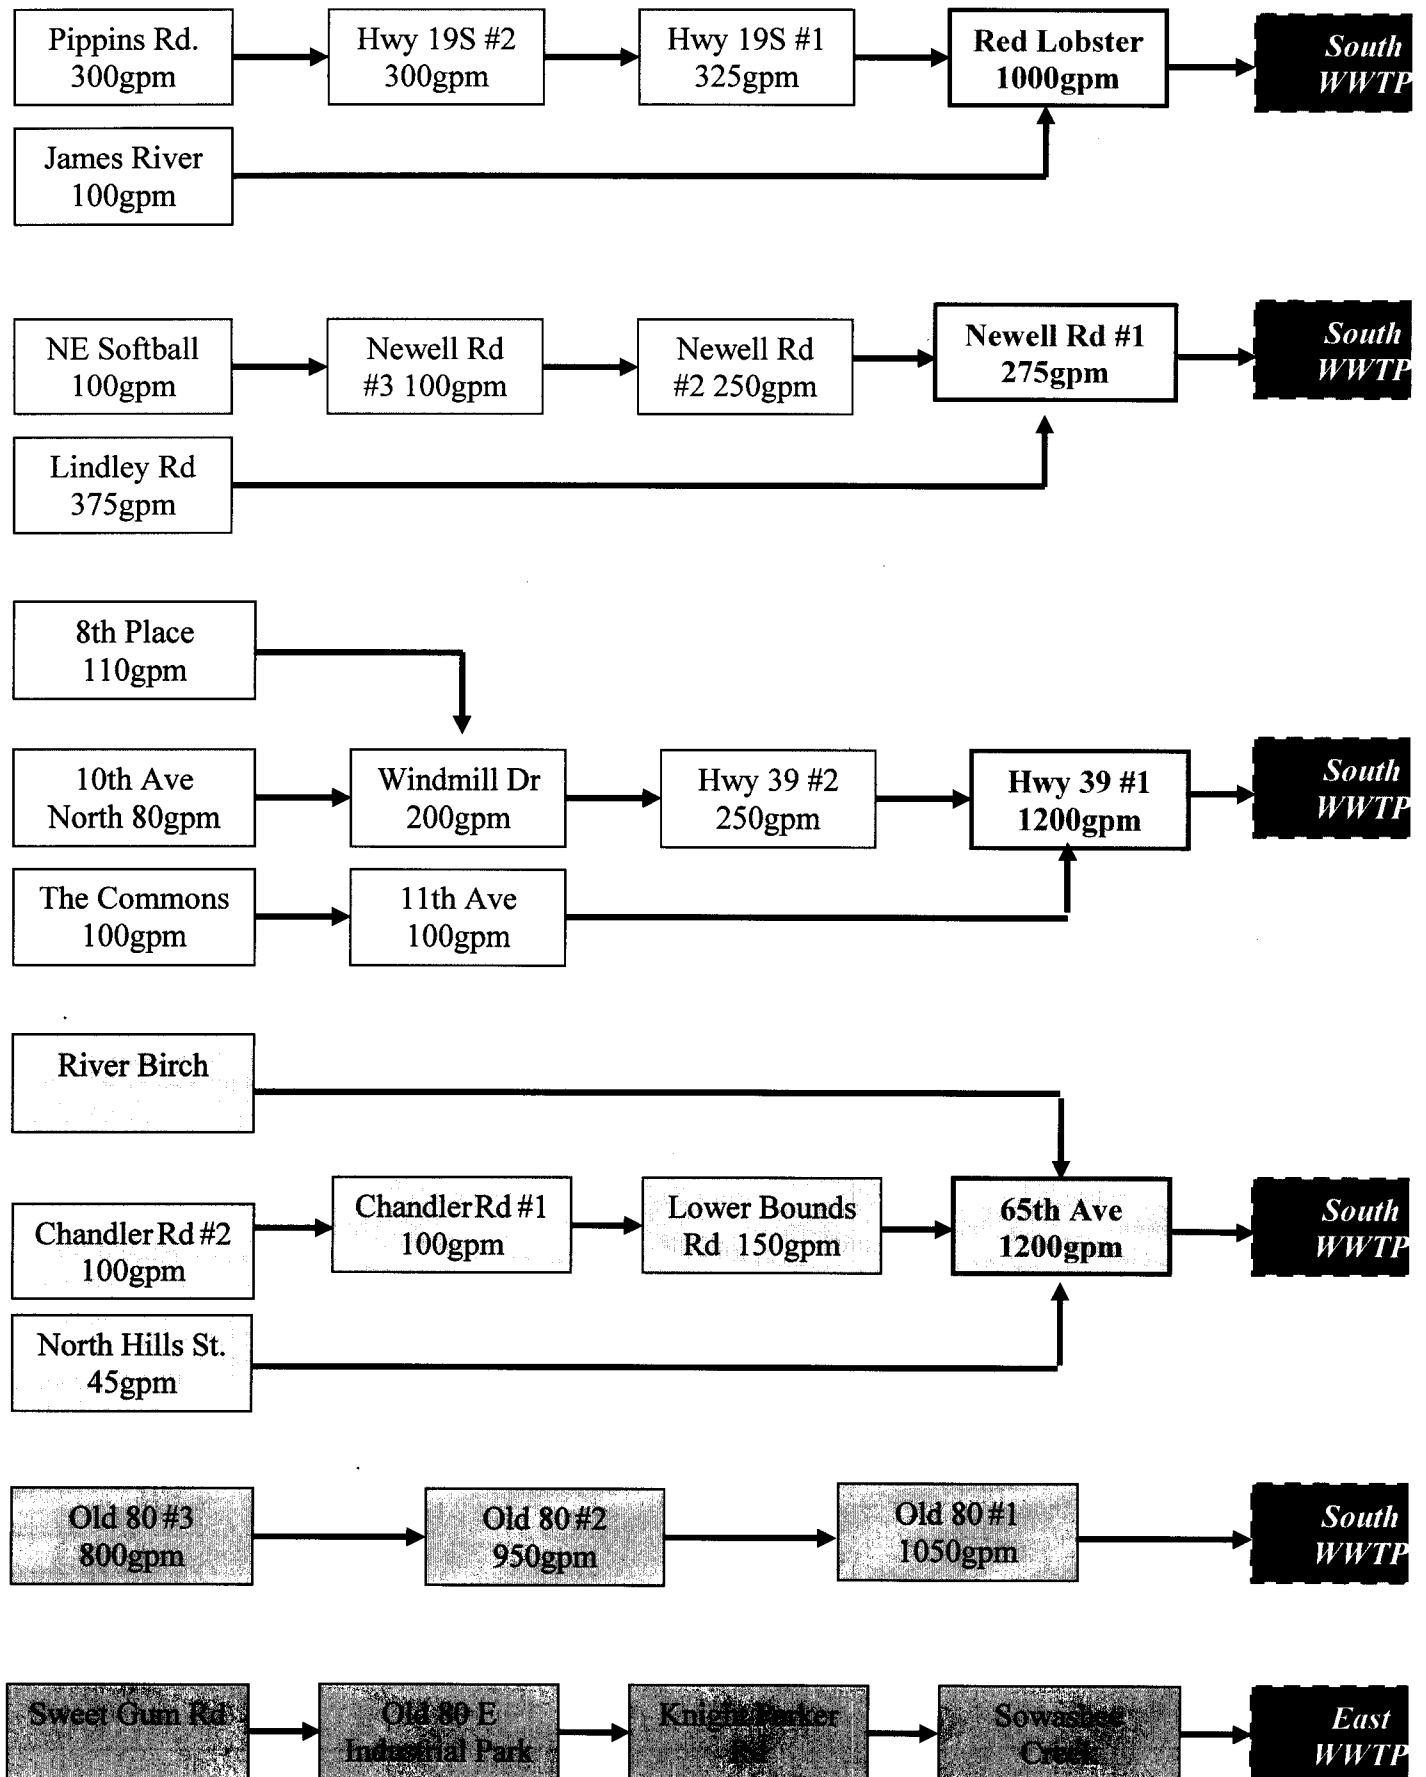 Pippins Rd.
300gpm
Hwy 19S #2
300gpm
Hwy 19S #1
325gpm
Red Lobster
1000gpm
South
WWTP
James River
100gpm
NE Softball
100gpm
Newell Rd
#3 100gpm
Newell Rd
#2 250gpm
Newell Rd #1
275gpm
South
WWTP
Lindley Rd
375gpm
8th Place
110gpm
10th Ave
North 80gpm
Windmill Dr
200gpm
Hwy 39 #2
250gpm
Hwy 39 #1
1200gpm
South
WWTP
The Commons
100gpm
11th Ave
100gpm
River Birch
Chandler Rd #2
100gpm
Chandler Rd #1
100gpm
Lower Bounds
Rd 150gpm
65th Ave
1200gpm
South
WWTP
North Hills St.
45gpm
Old 80 #3
800gpm
Old 80 #2
950gpm
Old 80 #1
1050gpm
South
WWTP
Sweet Gum Rd
Old 80 E
Industrial Park
Knight Parker
Rd
Sowashee
Creek
East
WWTP